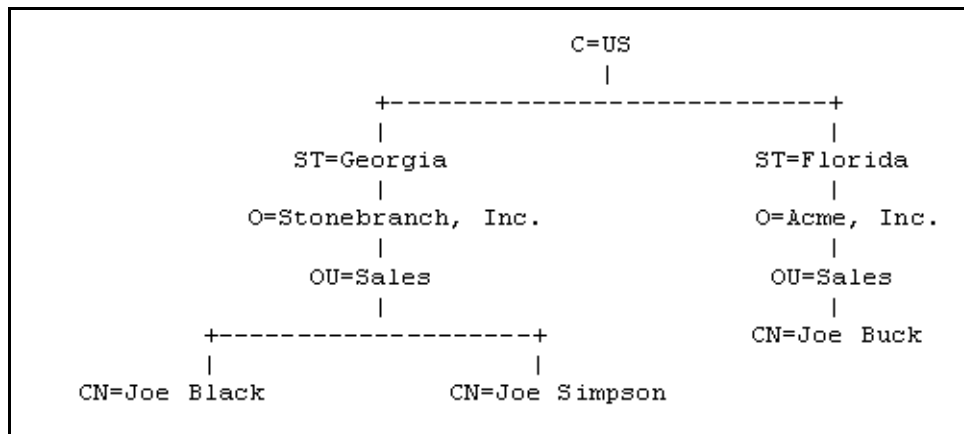 C=US
|
+----------------------------+
| |
ST=Georgia ST=Florida
| |
O=Stonebranch, Inc. O=Acme, Inc.
| |
OU=Sales OU=Sales
| |
+---------------------+ CN=Joe Buck
| |
CN=Joe Black CN=Joe Simpson